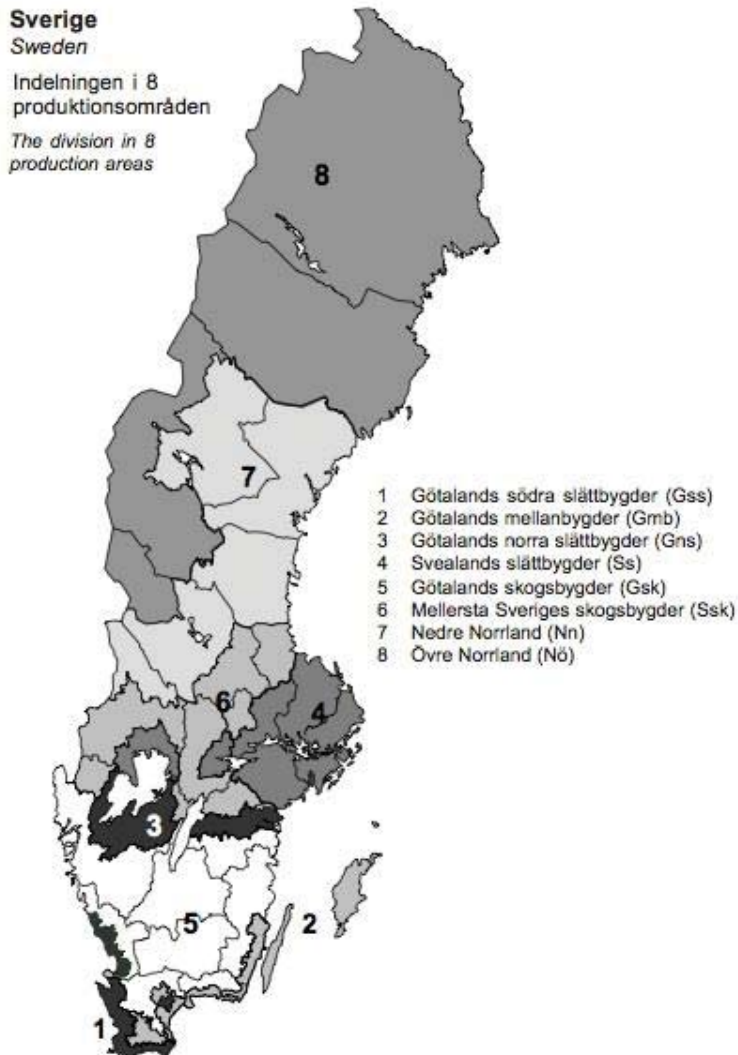 Sverige
Sweden
Indelningen i 8
produktionsområden
The division in 8
production areas
8
7
1 Götalands södra slättbygder (Gss)
2 Götalands mellanbygder (Gmb)
3 Götalands norra slättbygder (Gns)
4 Svealands slättbygder (Ss)
5 Götalands skogsbygder (Gsk)
6 Mellersta Sveriges skogsbygder (Ssk)
7 Nedre Norrland (Nn)
8 Övre Norrland (Nö)
6
4
3
5
2
1